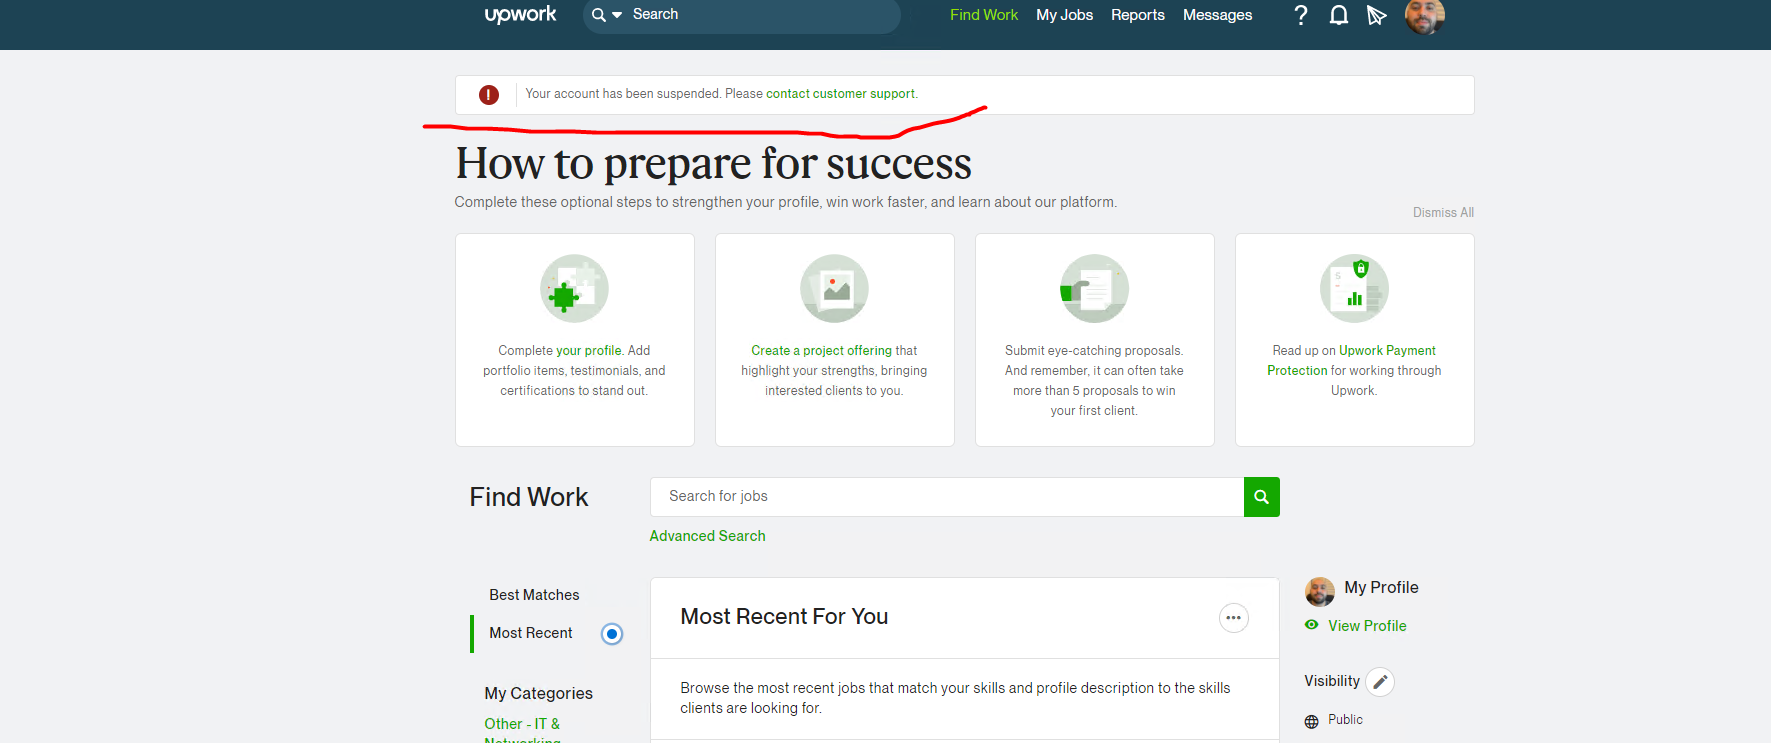 upwork
Search
Find Work
My Jobs
Reports
Messages
Your account has been suspended. Please contact customer support.
How to prepare for success
Complete these optional steps to strengthen your profile, win work faster, and learn about our platform.
Dismiss All
Complete your profile. Add
portfolio items, testimonials, and
certifications to stand out.
Create a project offering that
highlight your strengths, bringing
interested clients to you.
Submit eye-catching proposals.
And remember, it can often take
more than 5 proposals to win
your first client.
Read up on Upwork Payment
Protection for working through
Upwork.
Find Work
Search for jobs
Advanced Search
Best Matches
Most Recent
My Categories
Other - IT &
Networking
Most Recent For You
Browse the most recent jobs that match your skills and profile description to the skills
clients are looking for.
My Profile
View Profile
Visibility
Public